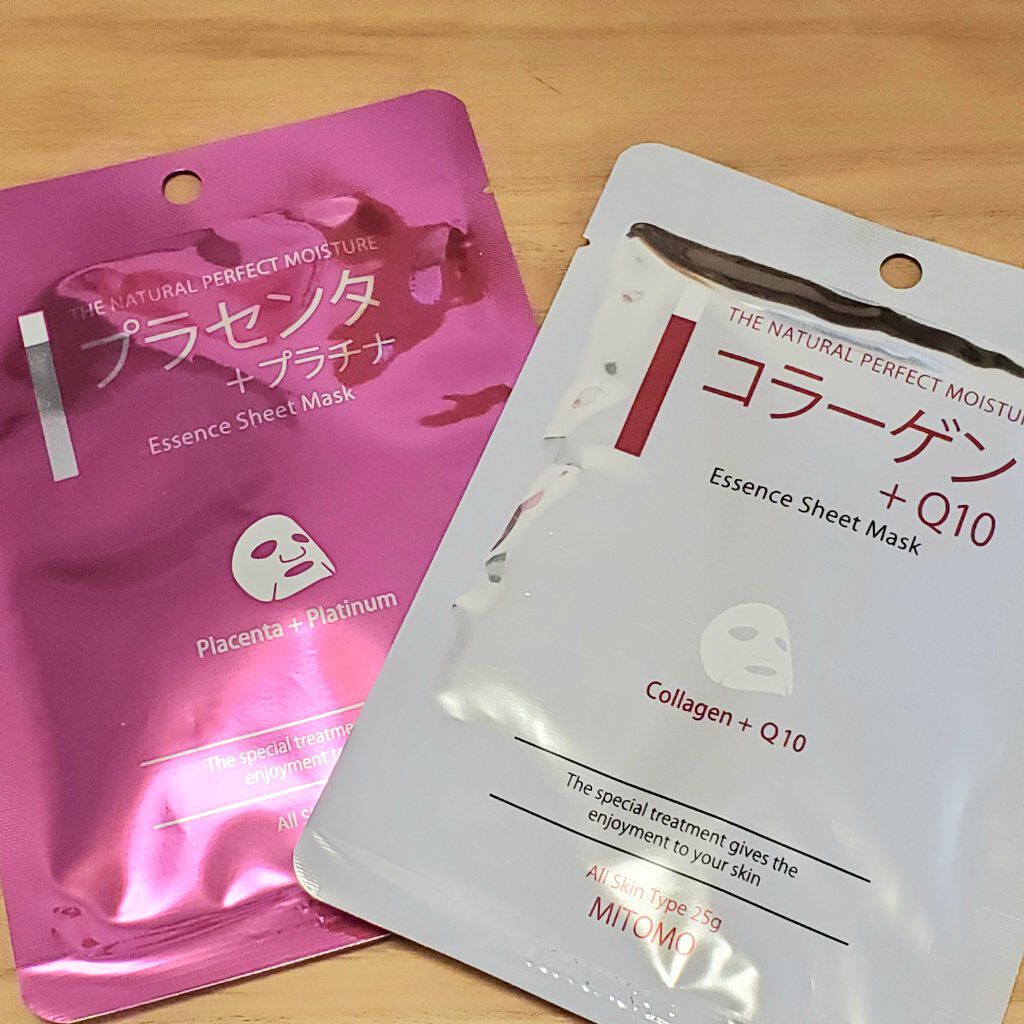 THE NATURAL PERFECT MOISTURE
プラセンタ
+プラチナ
Essence Sheet Mask
Placenta + Platinum
The special
enjoyment
All
THE NATURAL PERFECT
コラーゲン
+ Q10
Essence Sheet Mask
Collagen + Q10
The special treatment gives the
enjoyment to your skin
All Skin Type 25g
MITOMO